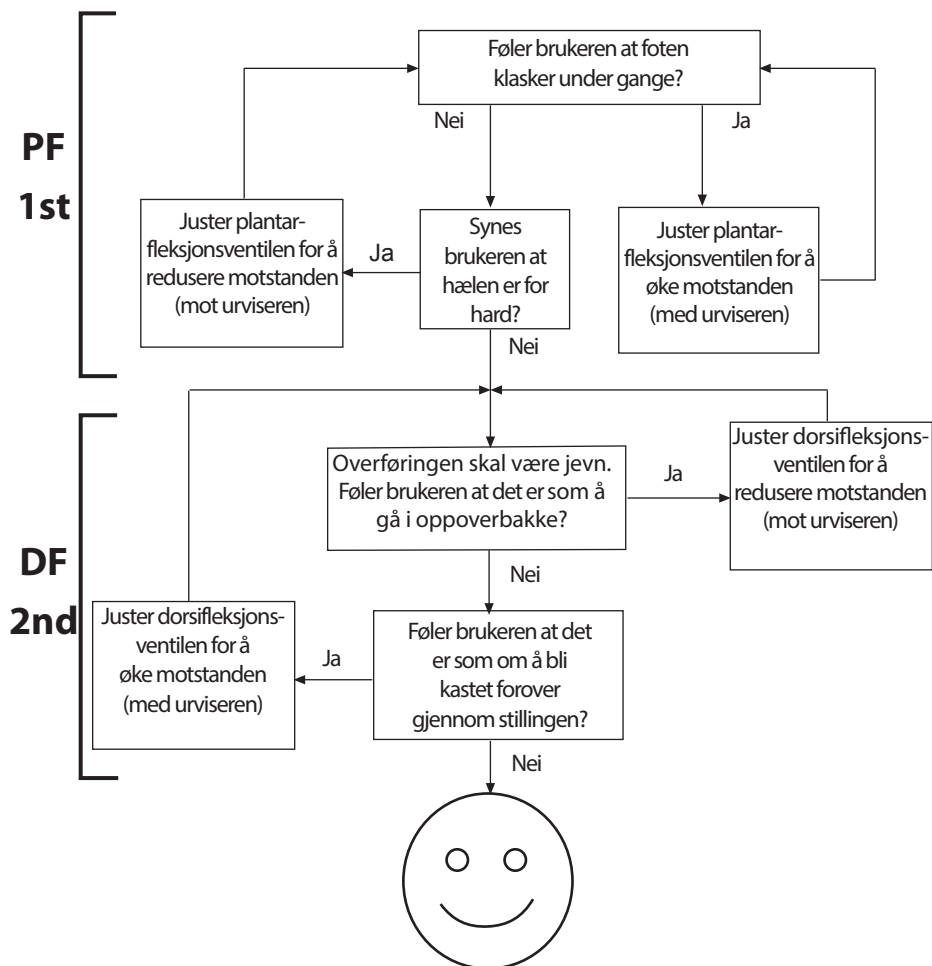 PF
1st
Føler brukeren at foten
klasker under gange?
Nei
Ja
Juster plantar-
fleksjonsventilen for å
redusere motstanden
(mot urviseren)
Ja
Synes
brukeren at
hælen er for
hard?
Juster plantar-
fleksjonsventilen for å
øke motstanden
(med urviseren)
Nei
DF
2nd
Overføringen skal være jevn.
Føler brukeren at det er som å
gå i oppoverbakke?
Ja
Juster dorsifleksjons-
ventilen for å
redusere motstanden
(mot urviseren)
Nei
Juster dorsifleksjons-
ventilen for å
øke motstanden
(med urviseren)
Ja
Føler brukeren at det
er som om å bli
kastet forover
gjennom stillingen?
Nei